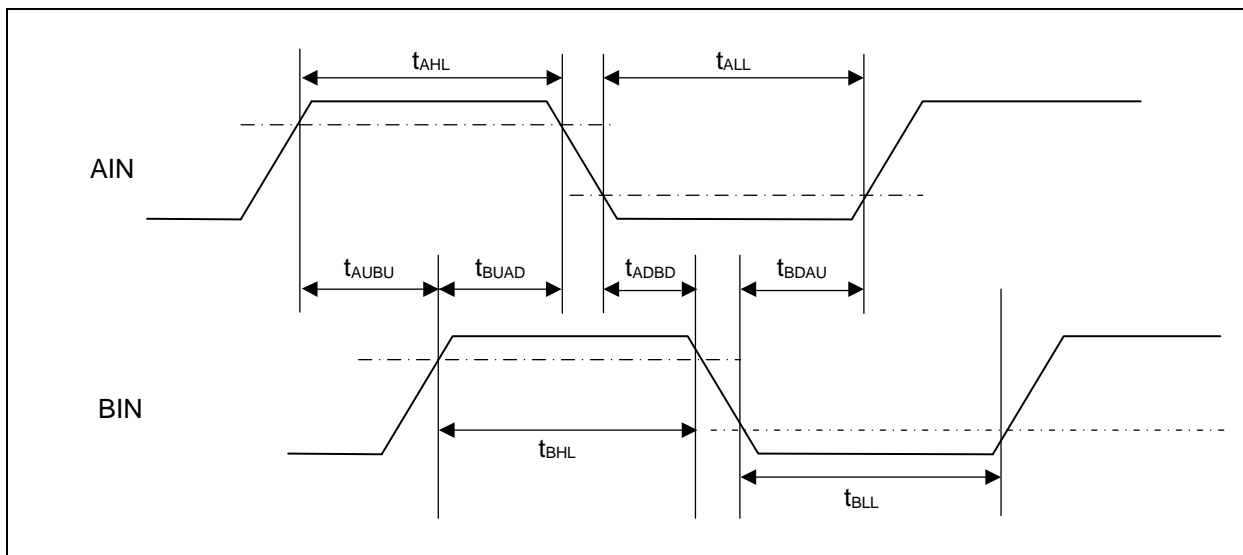 tAHL
tALL
AIN
tAUBU
tBUAD
tADBD
tBDAU
BIN
tBHL
tBLL